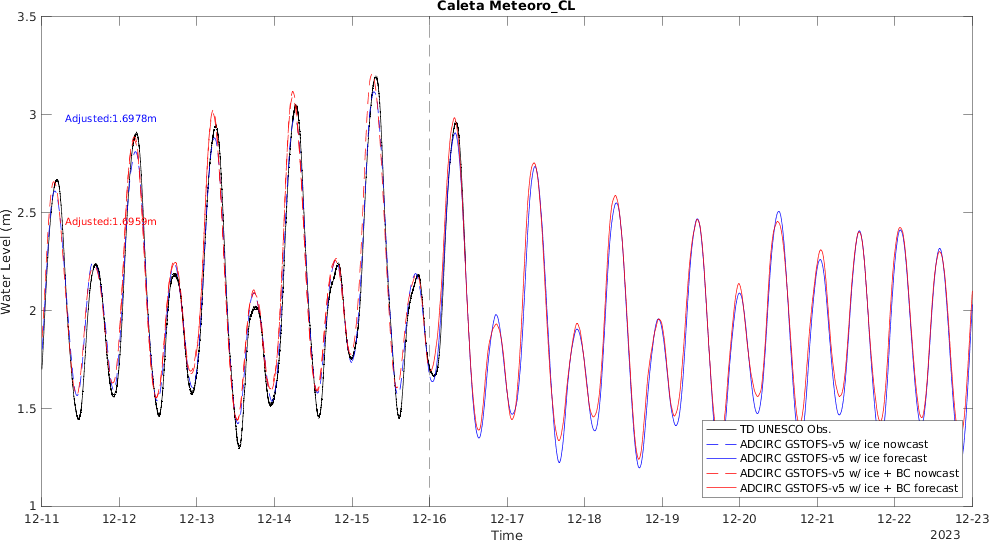 Caleta Meteoro_CL
3.5
3
2.5
2
1.5
1
Water Level (m)
Adjusted:1.6978m
Adjusted:1.6959m
TD UNESCO Obs.
ADCIRC GSTOFS-v5 w/ ice nowcast
ADCIRC GSTOFS-v5 w/ ice forecast
ADCIRC GSTOFS-v5 w/ ice + BC nowcast
ADCIRC GSTOFS-v5 w/ ice + BC forecast
12-11 12-12 12-13 12-14 12-15 12-16 12-17 12-18 12-19 12-20 12-21 12-22 12-23
Time
2023